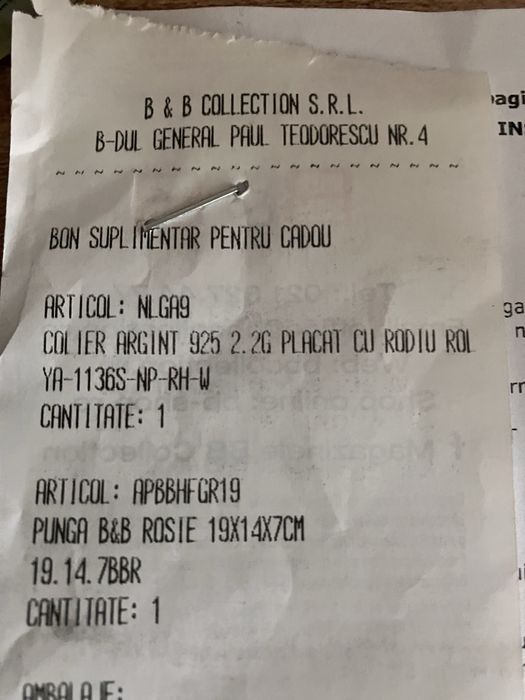 B & B COLLECTION S.R.L.
B-DUL GENERAL PAUL TEODORESCU NR.4
~ ~ ~ ~ ~ ~ ~ ~ ~ ~ ~ ~ ~ ~ ~ ~ ~ ~ ~ ~ ~ ~
BON SUPLIMENTAR PENTRU CADOU
ARTICOL: NLGA9
COLIER ARGINT 925 2.2G PLACAT CU RODIU ROL
YA-1136S-NP-RH-W
CANTITATE: 1
ARTICOL: APBBHFGR19
PUNGA B&B ROSIE 19X14X7CM
19.14.7BBR
CANTITATE: 1
AMBALAJE: